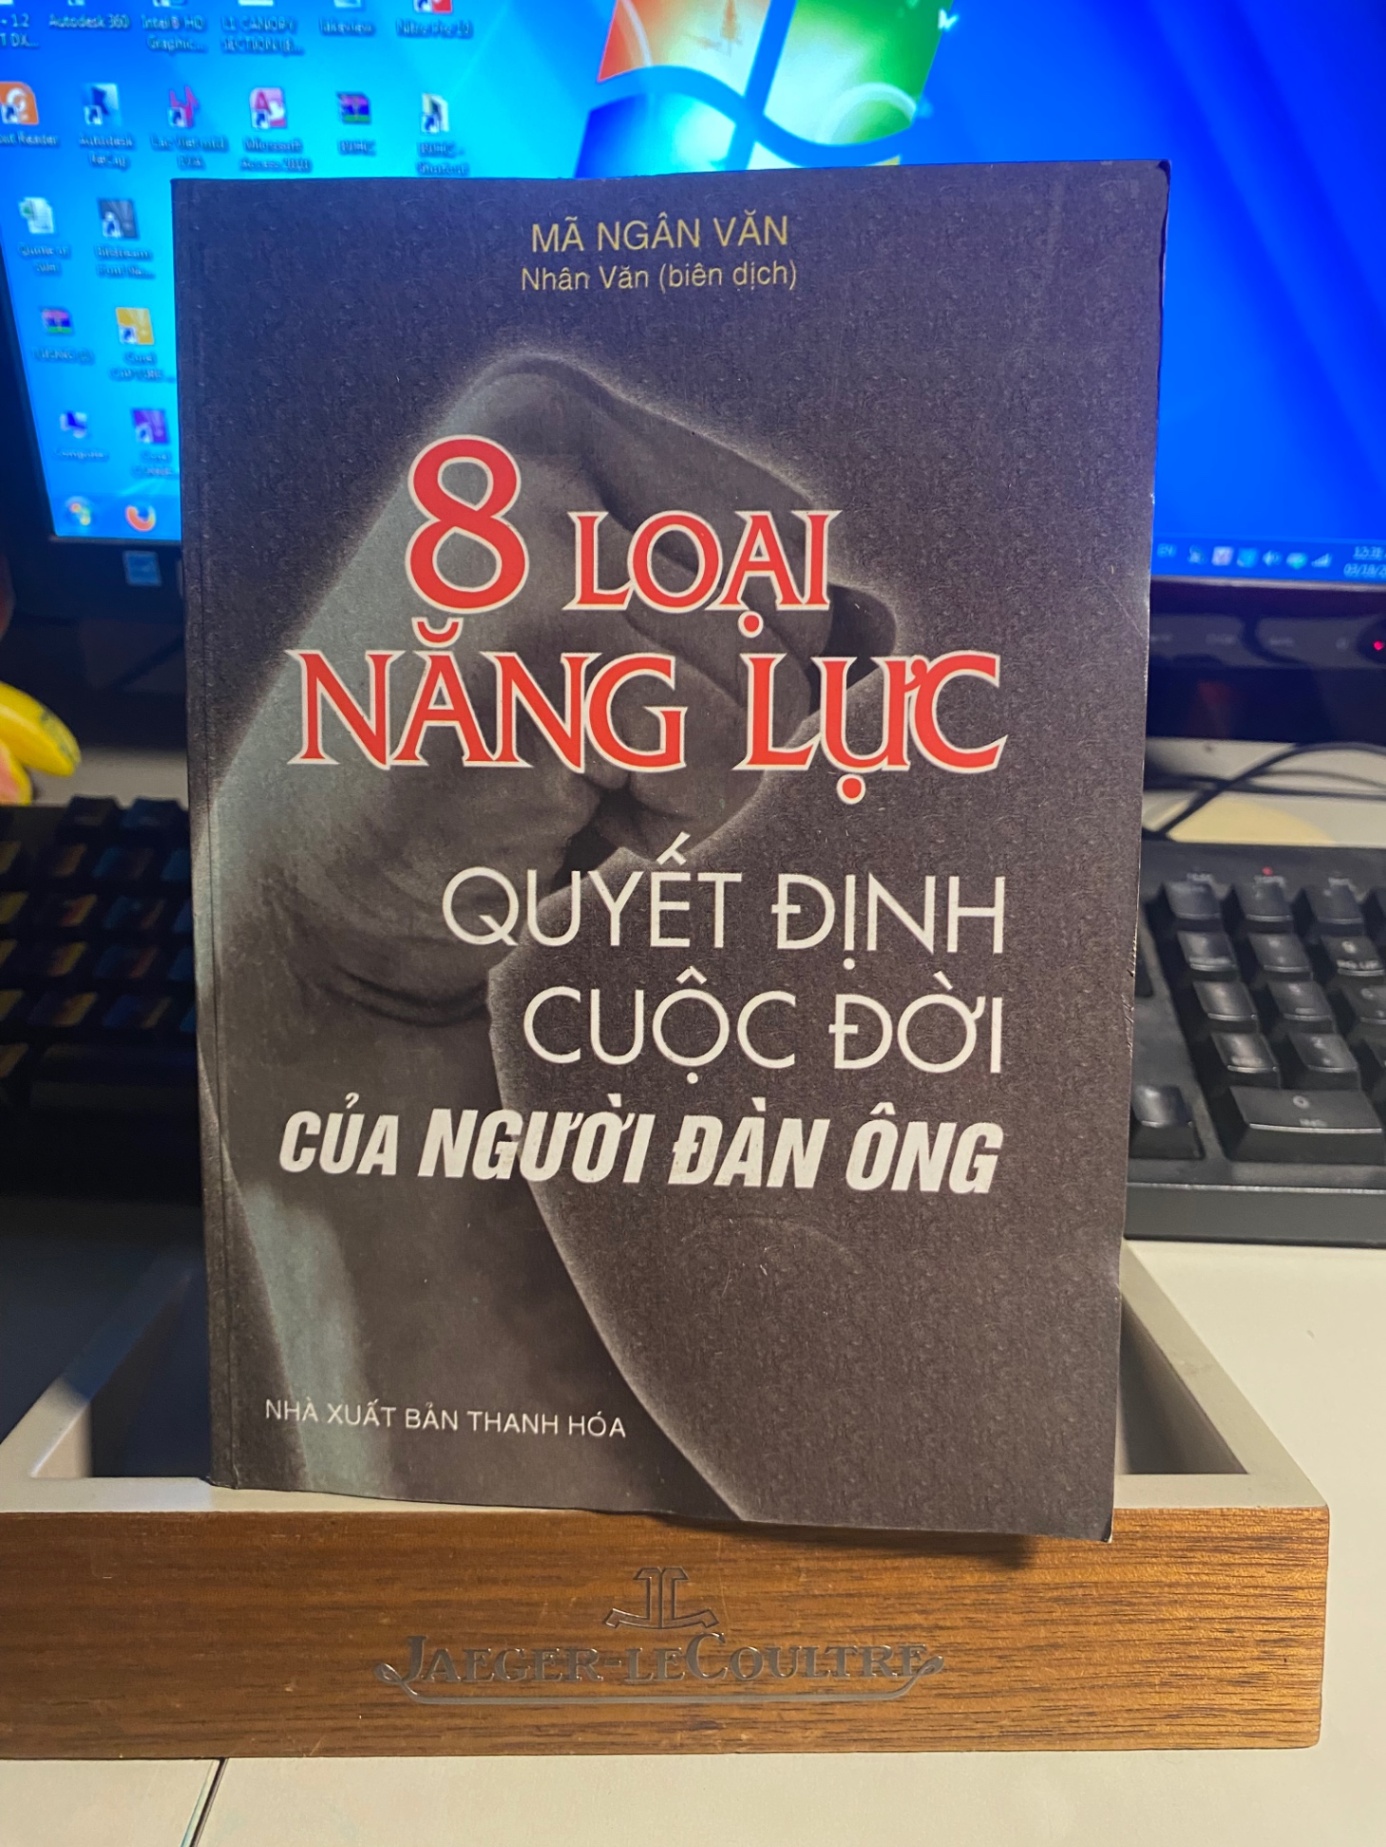 Autodesk 360
MÃ NGÂN VĂN
Nhân Văn (biên dịch)
8 LOẠI
NĂNG LỰC
QUYẾT ĐỊNH
CUỘC ĐỜI
CỦA NGƯỜI ĐÀN ÔNG
NHÀ XUẤT BẢN THANH HÓA
JL
JAEGER-LECOULTRE